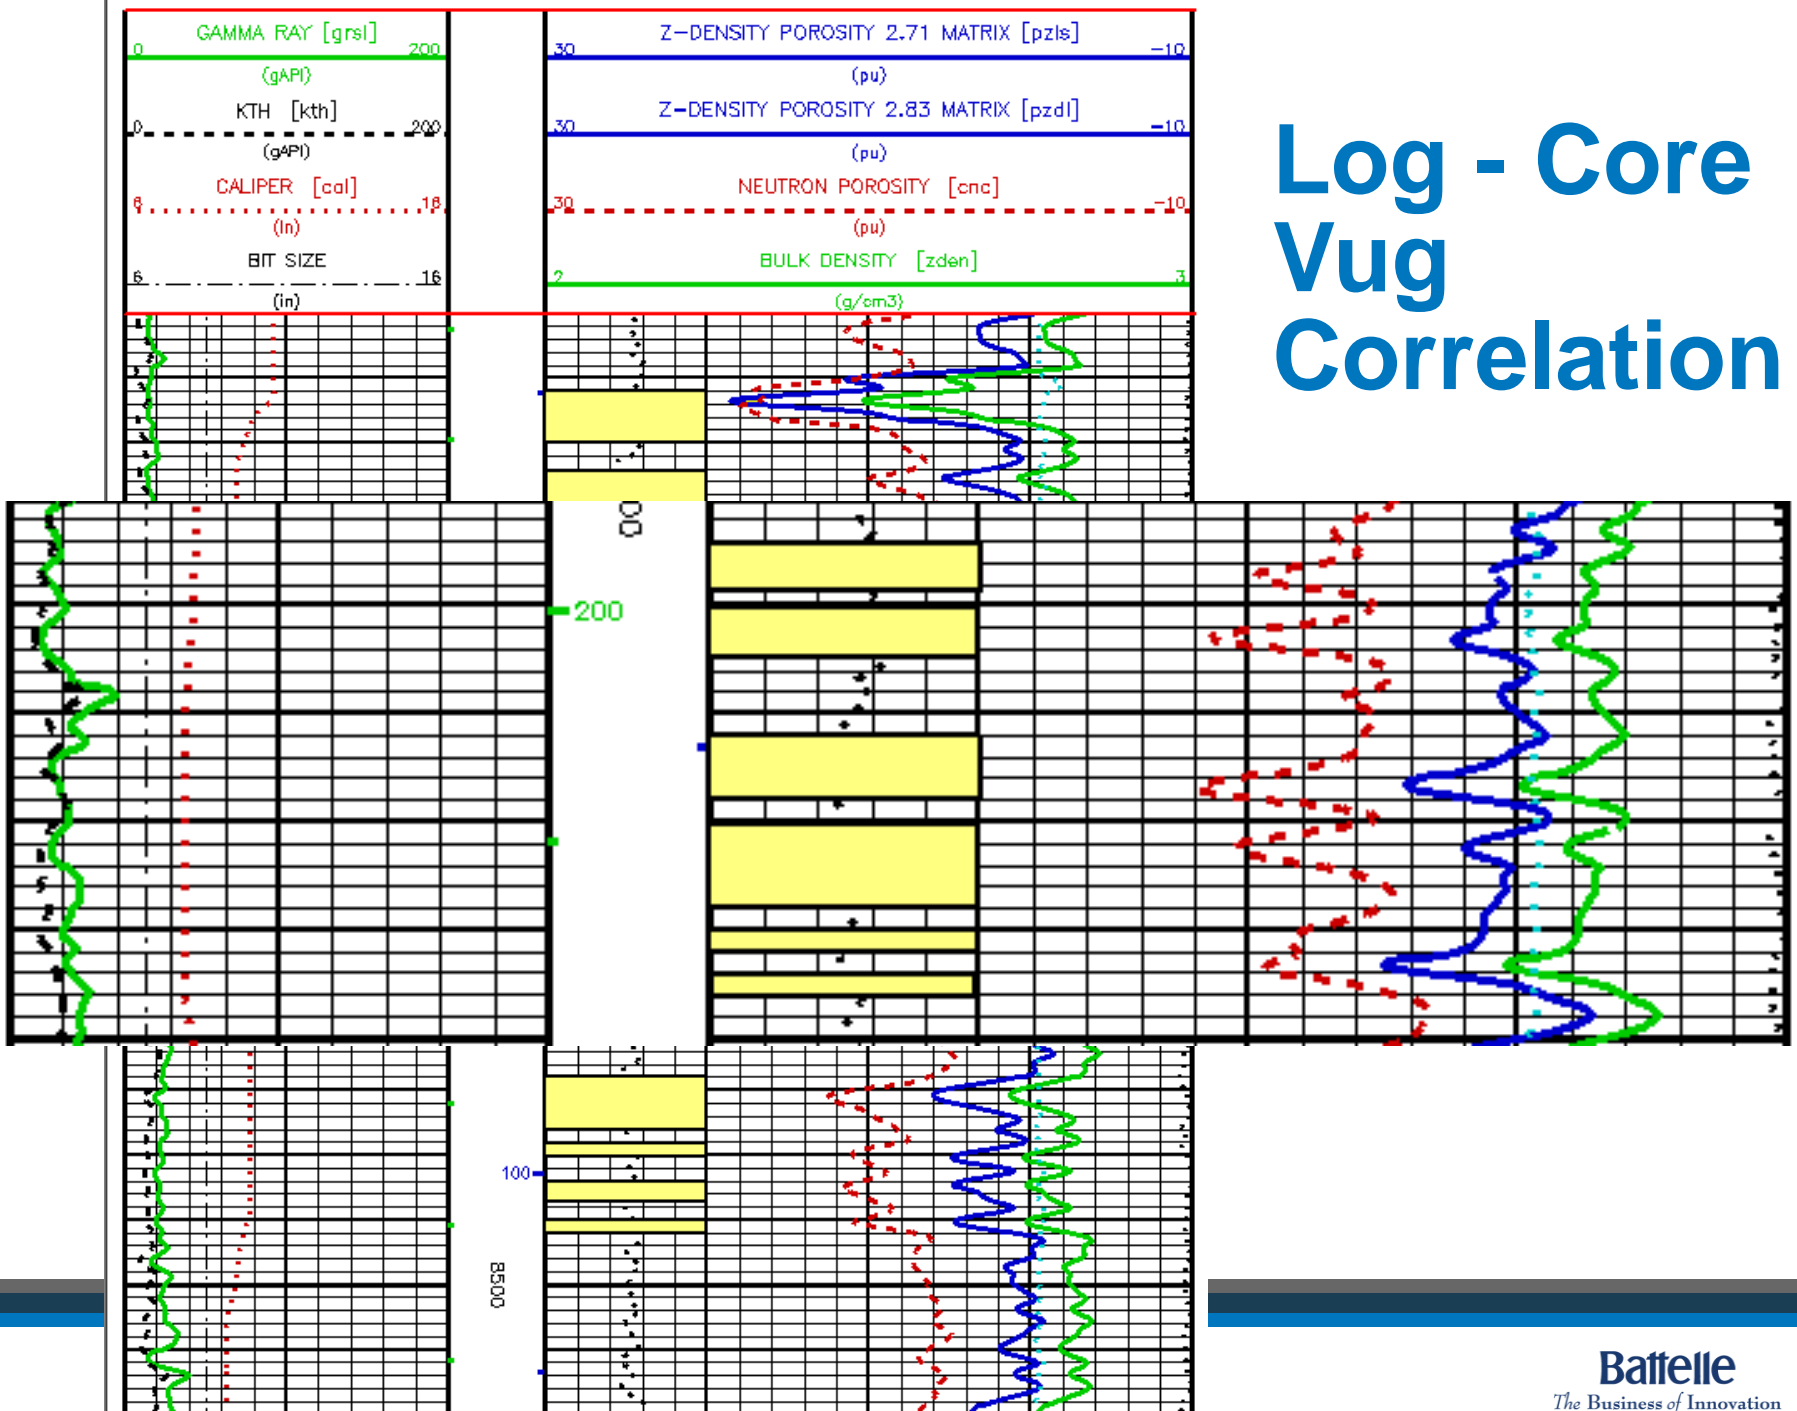 GAMMA RAY [grsl]
0 200
(gAPI)
KTH [kth]
0 200
(gAPI)
CALIPER [cal]
6 16
(in)
BIT SIZE
6 16
(in)
Z-DENSITY POROSITY 2.71 MATRIX [pzls]
30 -10
(pu)
Z-DENSITY POROSITY 2.83 MATRIX [pzdl]
30 -10
(pu)
NEUTRON POROSITY [cnc]
30 -10
(pu)
BULK DENSITY [zden]
2 3
(g/cm3)
Log - Core
Vug
Correlation
00
200
100
8500
Battelle
The Business of Innovation